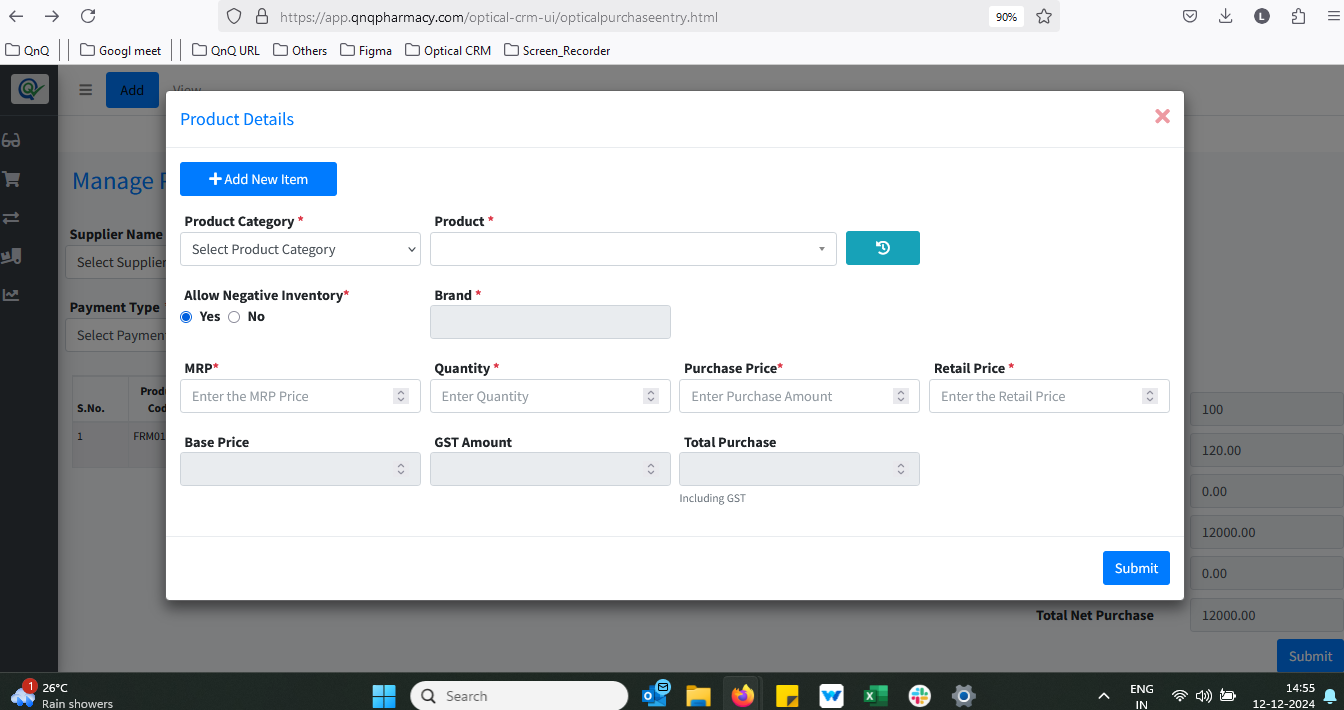 https://app.qnqpharmacy.com/optical-crm-ui/opticalpurchaseentry.html
90%
L
QnQ
Googl meet
QnQ URL
Others
Figma
Optical CRM
Screen_Recorder
Add
View
Product Details
Add New Item
Manage
Product Category *
Product *
Supplier Name
Select Product Category
Select Supplier
Allow Negative Inventory*
Brand *
Payment Type
Yes
No
Select Payment
MRP*
Quantity *
Purchase Price*
Retail Price *
Enter the MRP Price
Enter Quantity
Enter Purchase Amount
Enter the Retail Price
S.No.
Produ
Cod
100
1
FRM01
Base Price
GST Amount
Total Purchase
120.00
Including GST
0.00
12000.00
Submit
0.00
Total Net Purchase
12000.00
Submit
1
26°C
Rain showers
Search
ENG
IN
14:55
12-12-2024